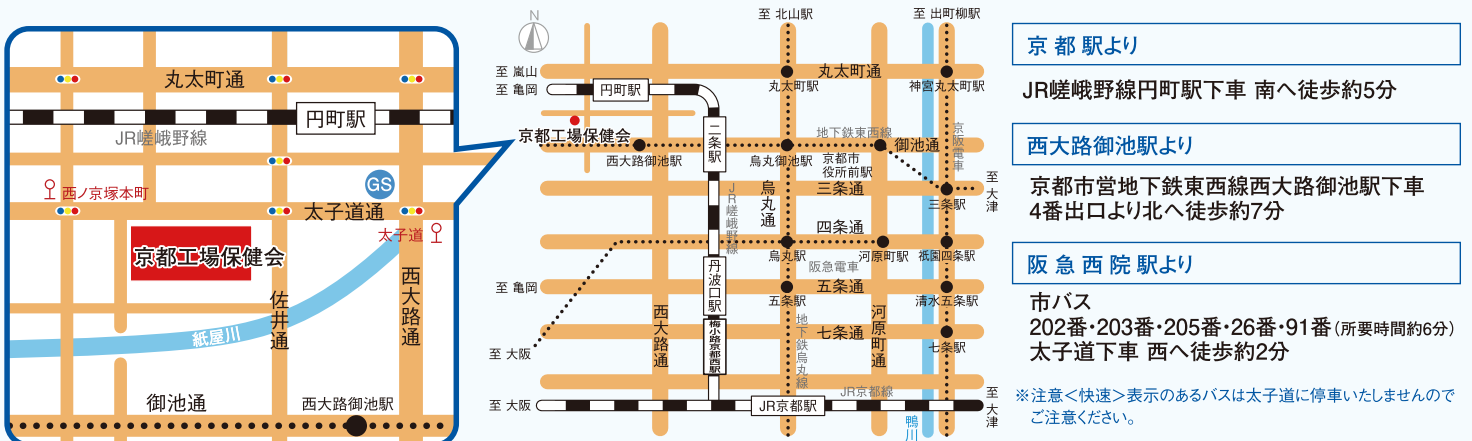 丸太町通
円町駅
JR嵯峨野線
西ノ京塚本町
GS
太子道通
太子道
京都工場保健会
佐井通
西大路通
紙屋川
御池通
西大路御池駅
N
至 北山駅
至 出町柳駅
至 嵐山
丸太町通
至 亀岡
円町駅
丸太町駅
神宮丸太町駅
京都工場保健会
二条駅
地下鉄東西線
御池通
京阪電車
西大路御池駅
烏丸御池駅
京都市
役所前駅
至 大津
JR嵯峨野線
烏丸通
三条通
三条駅
四条通
烏丸駅
河原町駅
祇園四条駅
阪急電車
丹波口駅
至 亀岡
五条通
五条駅
清水五条駅
西大路通
梅小路京都西駅
地下鉄烏丸線
七条通
河原町通
七条駅
至 大阪
JR京都線
至 大阪
JR京都駅
至 大津
鴨川
京都駅より
JR嵯峨野線円町駅下車 南へ徒歩約5分
西大路御池駅より
京都市営地下鉄東西線西大路御池駅下車
4番出口より北へ徒歩約7分
阪急西院駅より
市バス
202番・203番・205番・26番・91番（所要時間約6分）
太子道下車 西へ徒歩約2分
※注意＜快速＞表示のあるバスは太子道に停車いたしませんので
ご注意ください。